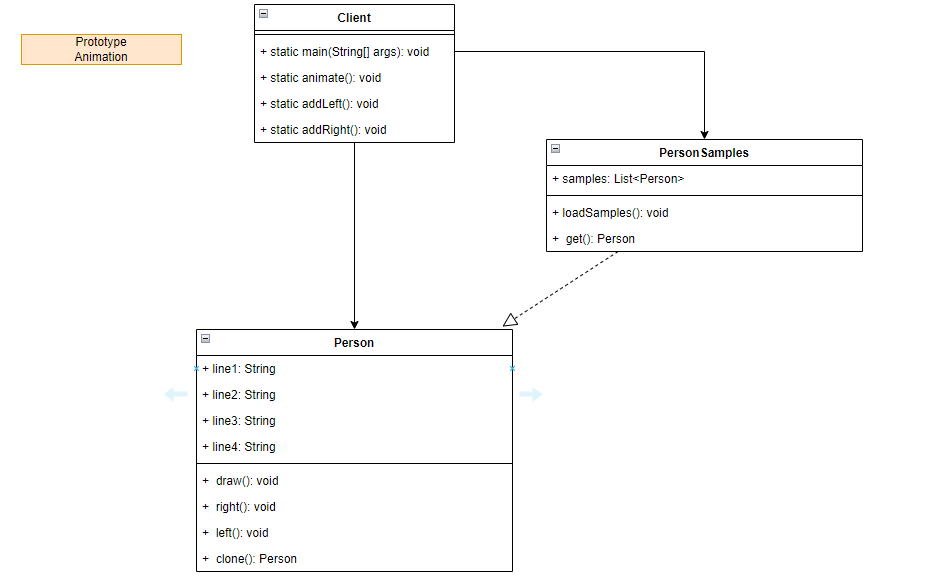 Prototype
Animation
Client
+ static main(String[] args): void
+ static animate(): void
+ static addLeft(): void
+ static addRight(): void
PersonSamples
+ samples: List<Person>
+ loadSamples(): void
+ get(): Person
Person
+ line1: String
+ line2: String
+ line3: String
+ line4: String
+ draw(): void
+ right(): void
+ left(): void
+ clone(): Person